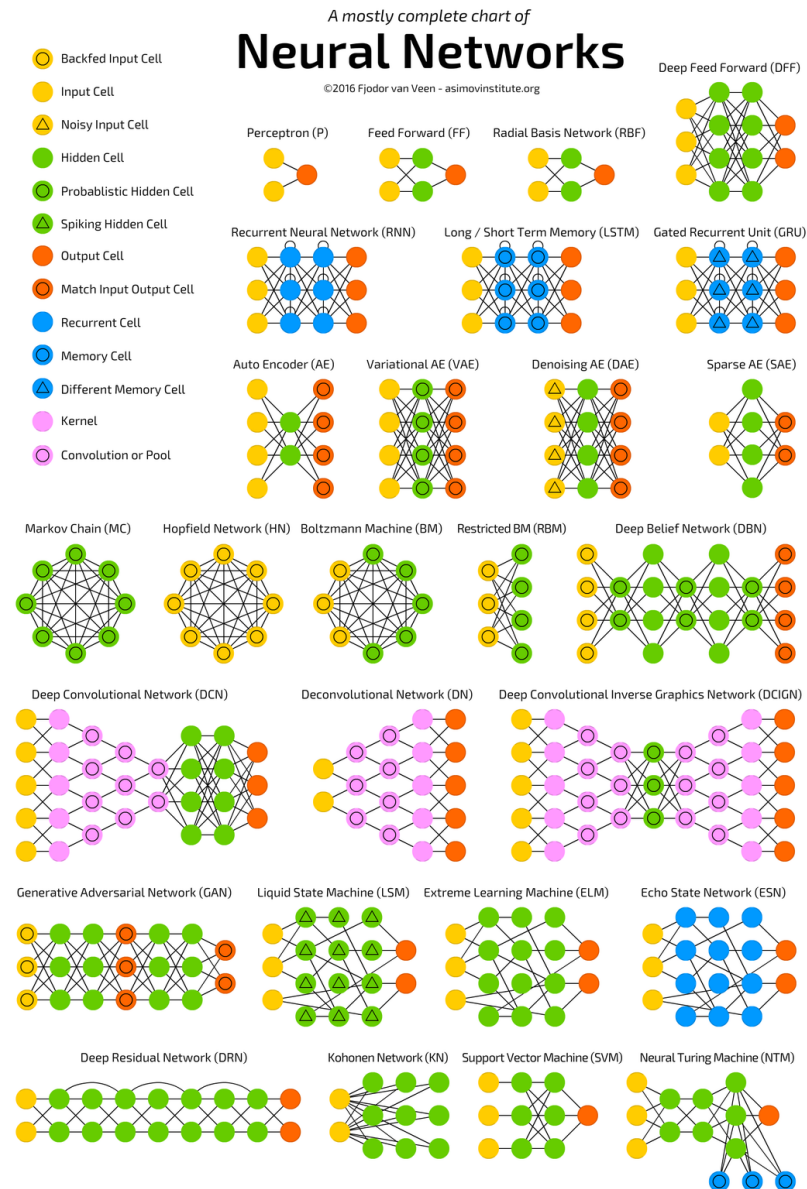 A mostly complete chart of
Neural Networks
©2016 Fjodor van Veen - asimovinstitute.org
Backfed Input Cell
Input Cell
Noisy Input Cell
Hidden Cell
Probablistic Hidden Cell
Spiking Hidden Cell
Output Cell
Match Input Output Cell
Recurrent Cell
Memory Cell
Different Memory Cell
Kernel
Convolution or Pool
Deep Feed Forward (DFF)
Perceptron (P)
Feed Forward (FF)
Radial Basis Network (RBF)
Recurrent Neural Network (RNN)
Long / Short Term Memory (LSTM)
Gated Recurrent Unit (GRU)
Auto Encoder (AE)
Variational AE (VAE)
Denoising AE (DAE)
Sparse AE (SAE)
Markov Chain (MC)
Hopfield Network (HN)
Boltzmann Machine (BM)
Restricted BM (RBM)
Deep Belief Network (DBN)
Deep Convolutional Network (DCN)
Deconvolutional Network (DN)
Deep Convolutional Inverse Graphics Network (DCIGN)
Generative Adversarial Network (GAN)
Liquid State Machine (LSM)
Extreme Learning Machine (ELM)
Echo State Network (ESN)
Deep Residual Network (DRN)
Kohonen Network (KN)
Support Vector Machine (SVM)
Neural Turing Machine (NTM)